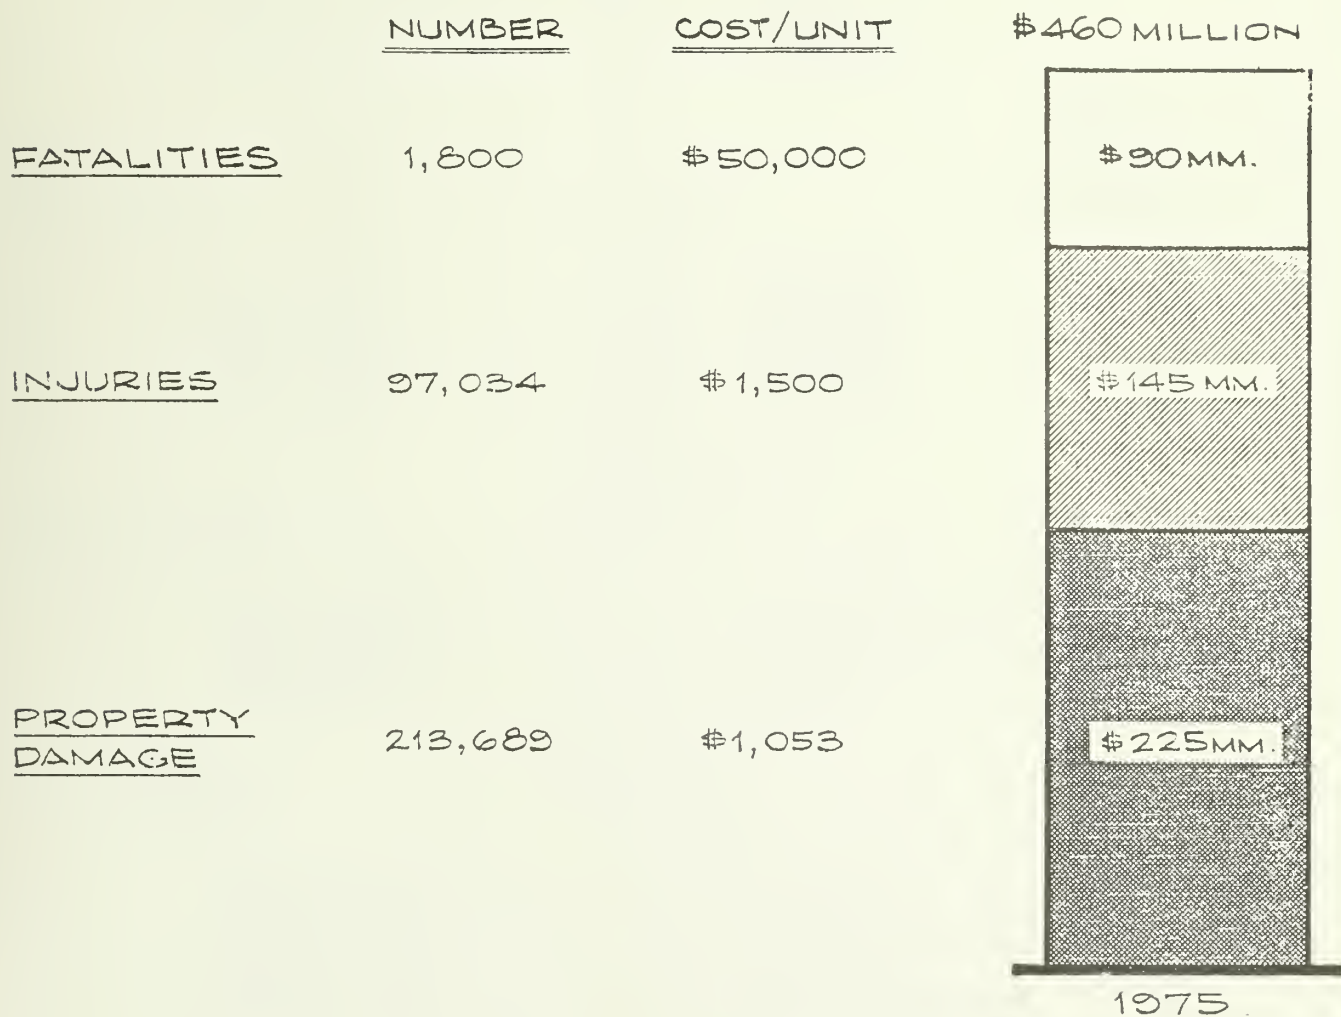 NUMBER COST/UNIT $460 MILLION
FATALITIES 1,800 $50,000 $90MM.
INJURIES 97,034 $1,500 $145 MM.
PROPERTY
DAMAGE 213,689 $1,053 $225MM.
1975